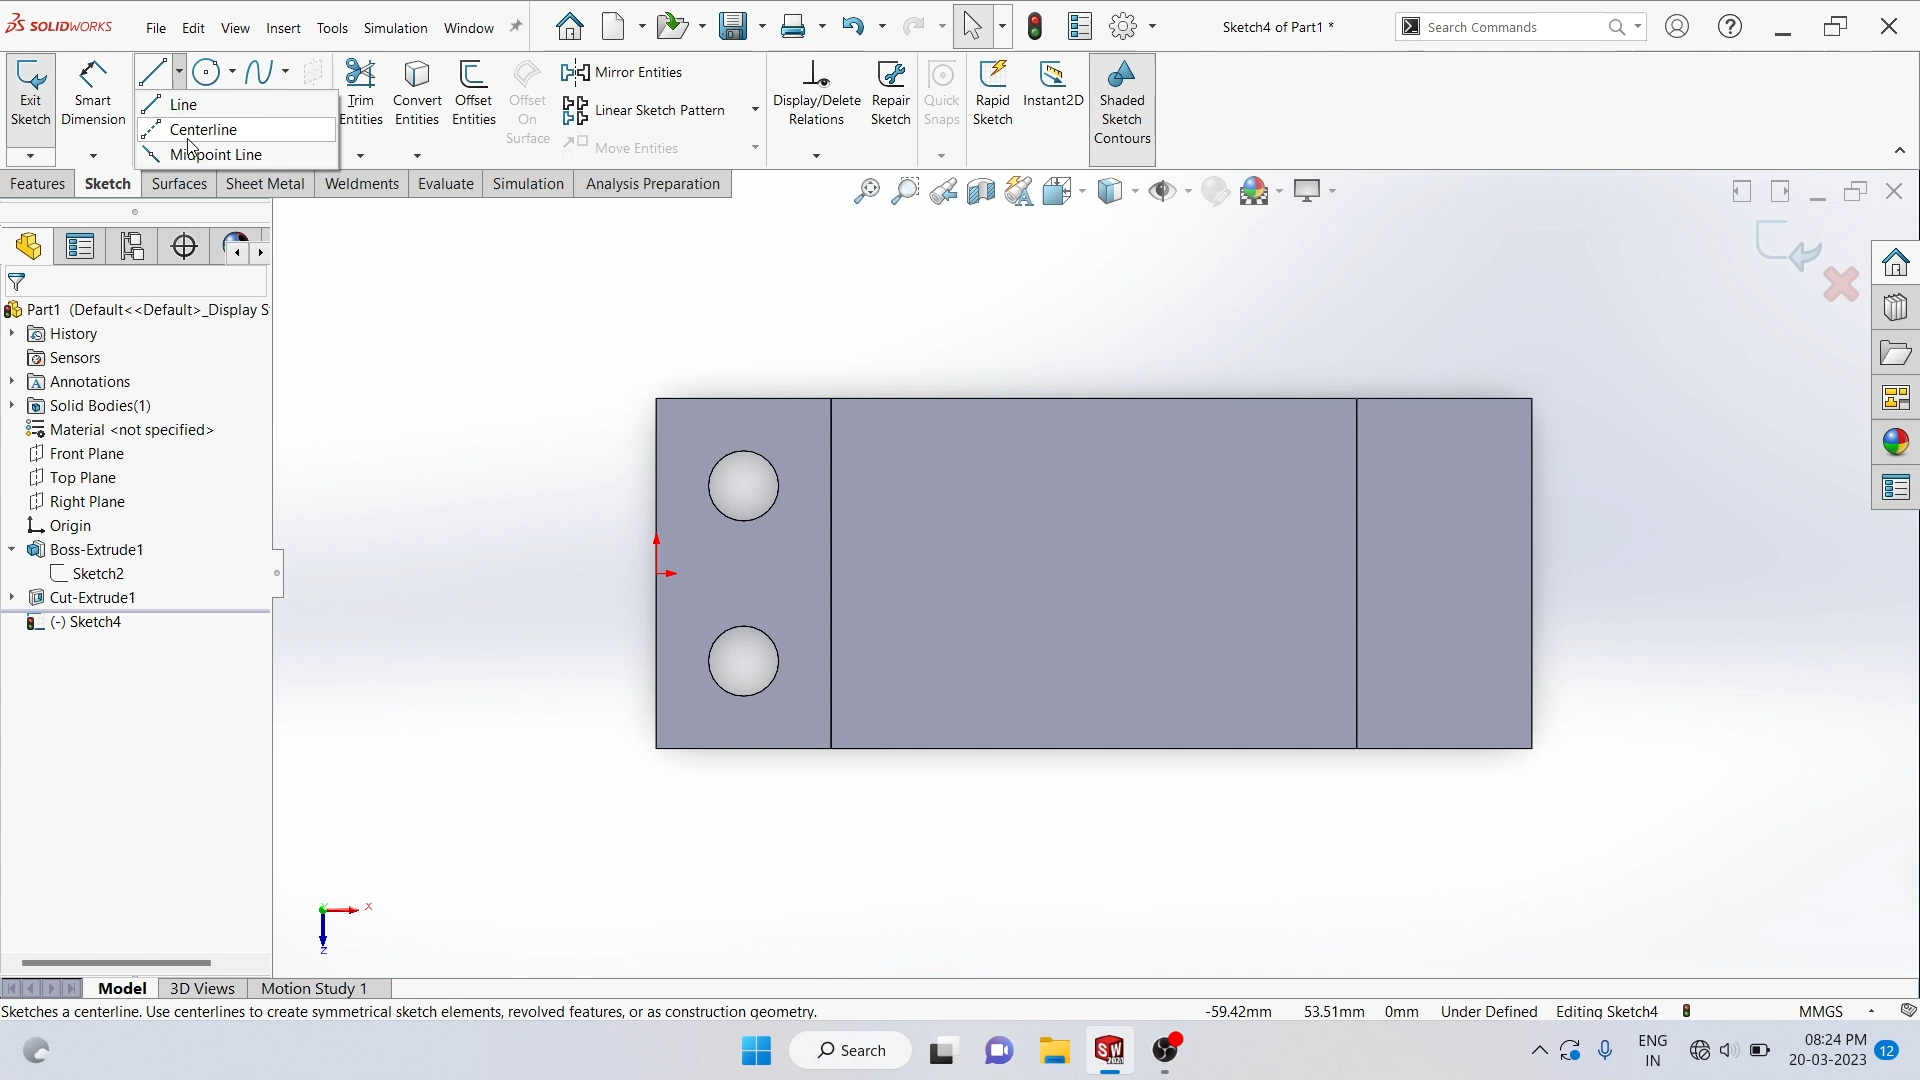 SOLIDWORKS File Edit View Insert Tools Simulation Window Sketch4 of Part1 * Search Commands
Exit Sketch
Smart Dimension
Line
Centerline
Midpoint Line
Trim Entities
Convert Entities
Offset Entities
Offset On Surface
Mirror Entities
Linear Sketch Pattern
Move Entities
Display/Delete Relations
Repair Sketch
Quick Snaps
Rapid Sketch
Instant2D
Shaded Sketch Contours
Features Sketch Surfaces Sheet Metal Weldments Evaluate Simulation Analysis Preparation
Part1 (Default<<Default>_Display S
History
Sensors
Annotations
Solid Bodies(1)
Material <not specified>
Front Plane
Top Plane
Right Plane
Origin
Boss-Extrude1
Sketch2
Cut-Extrude1
(-) Sketch4
X
Y
Z
Model 3D Views Motion Study 1
Sketches a centerline. Use centerlines to create symmetrical sketch elements, revolved features, or as construction geometry. -59.42mm 53.51mm 0mm Under Defined Editing Sketch4 MMGS
Search
SW
2021
ENG
IN
08:24 PM
20-03-2023
12